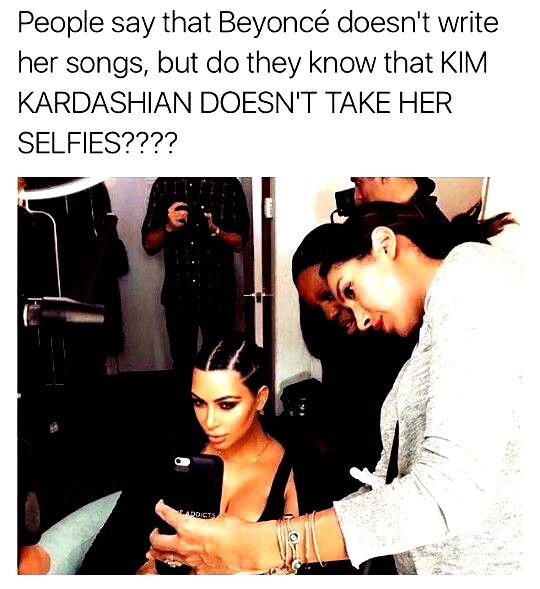 People say that Beyoncé doesn't write
her songs, but do they know that KIM
KARDASHIAN DOESN'T TAKE HER
SELFIES????
ADDICTS